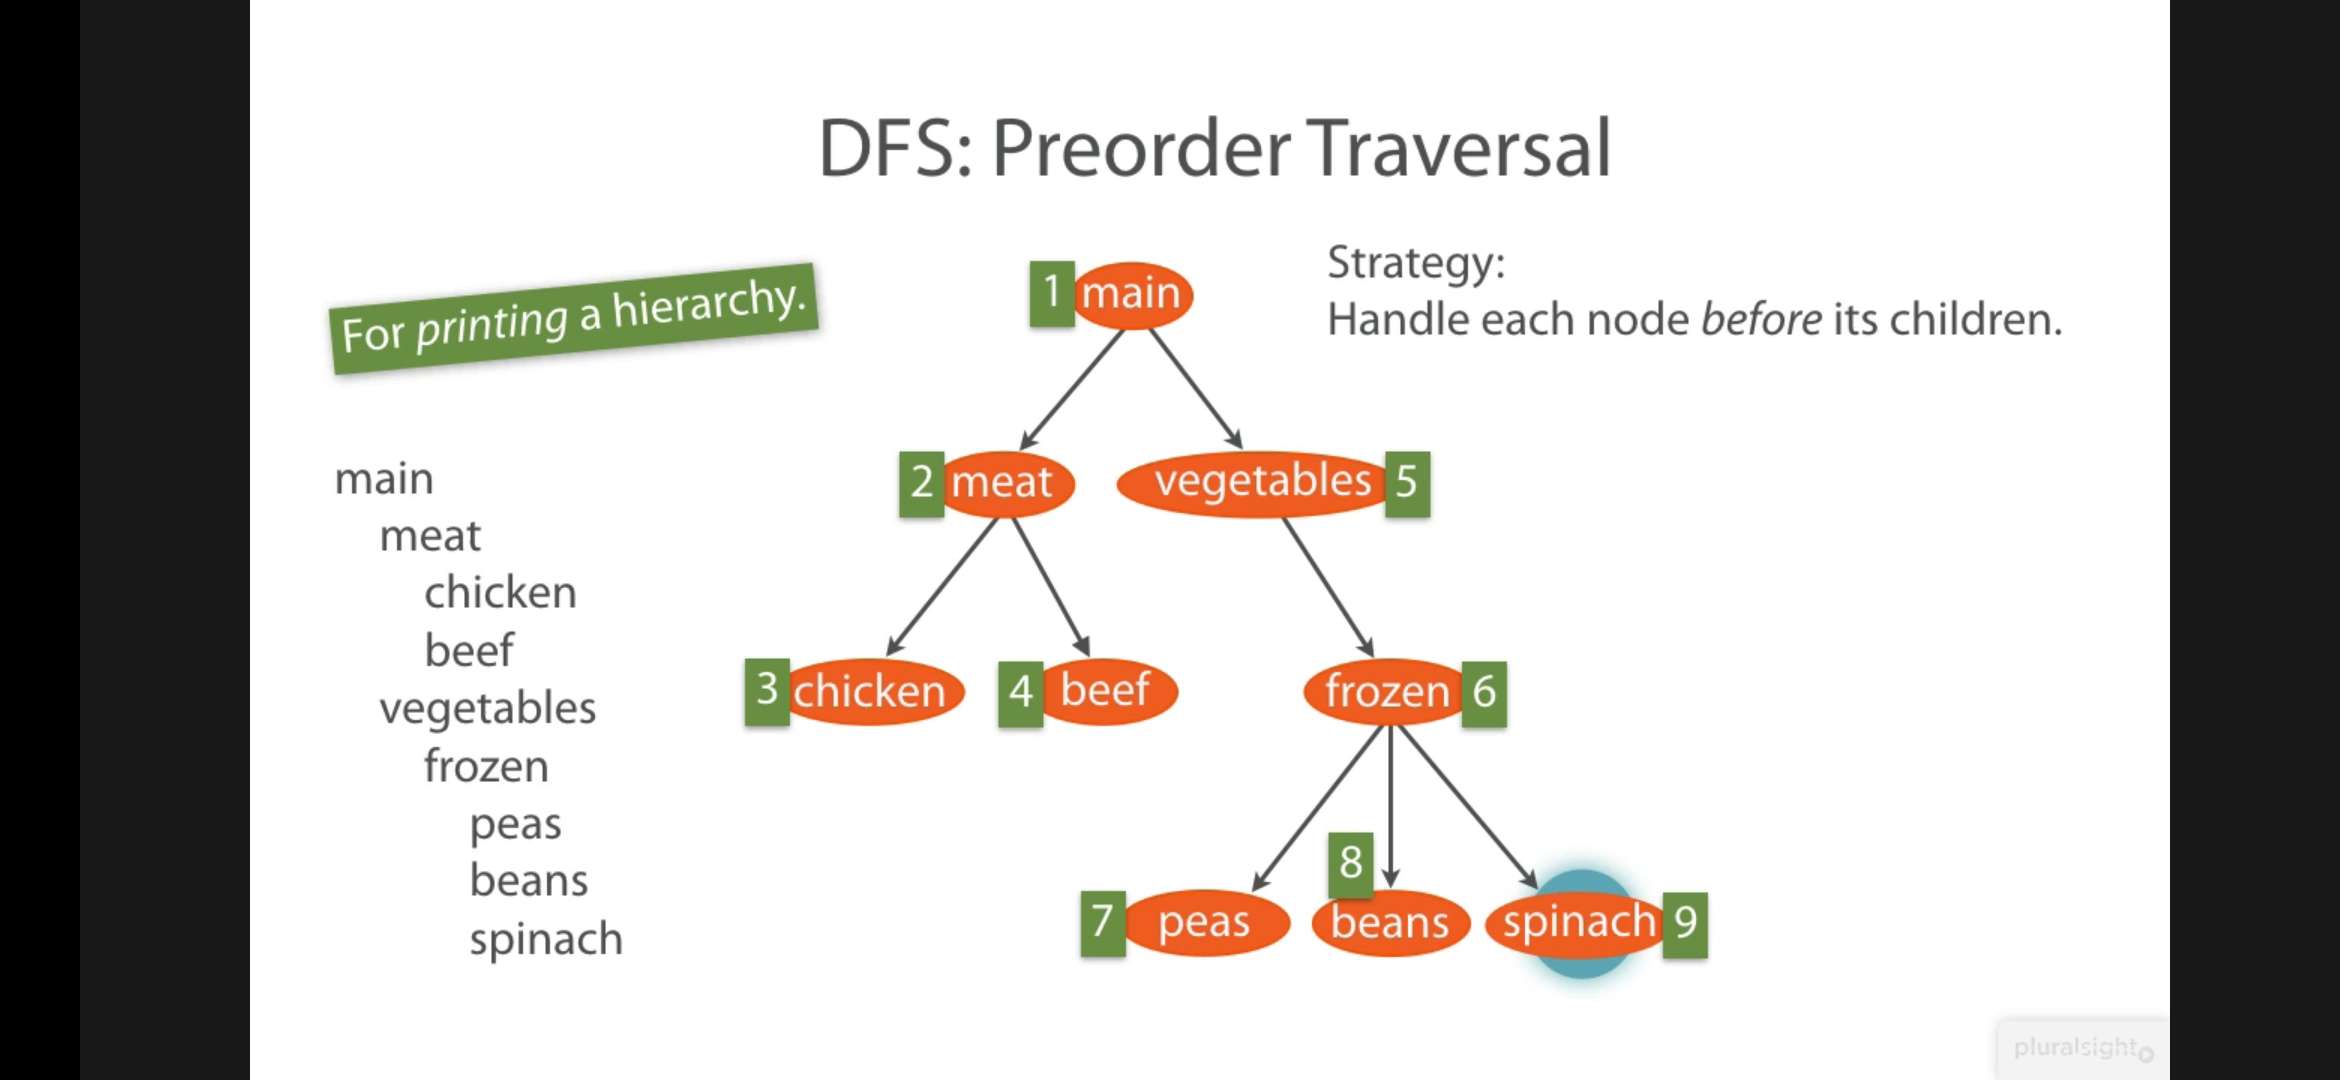 DFS: Preorder Traversal
For printing a hierarchy.
Strategy:
Handle each node before its children.
main
meat
chicken
beef
vegetables
frozen
peas
beans
spinach
1 main
2 meat
vegetables 5
3 chicken
4 beef
frozen 6
7 peas
8 beans
spinach 9
pluralsight